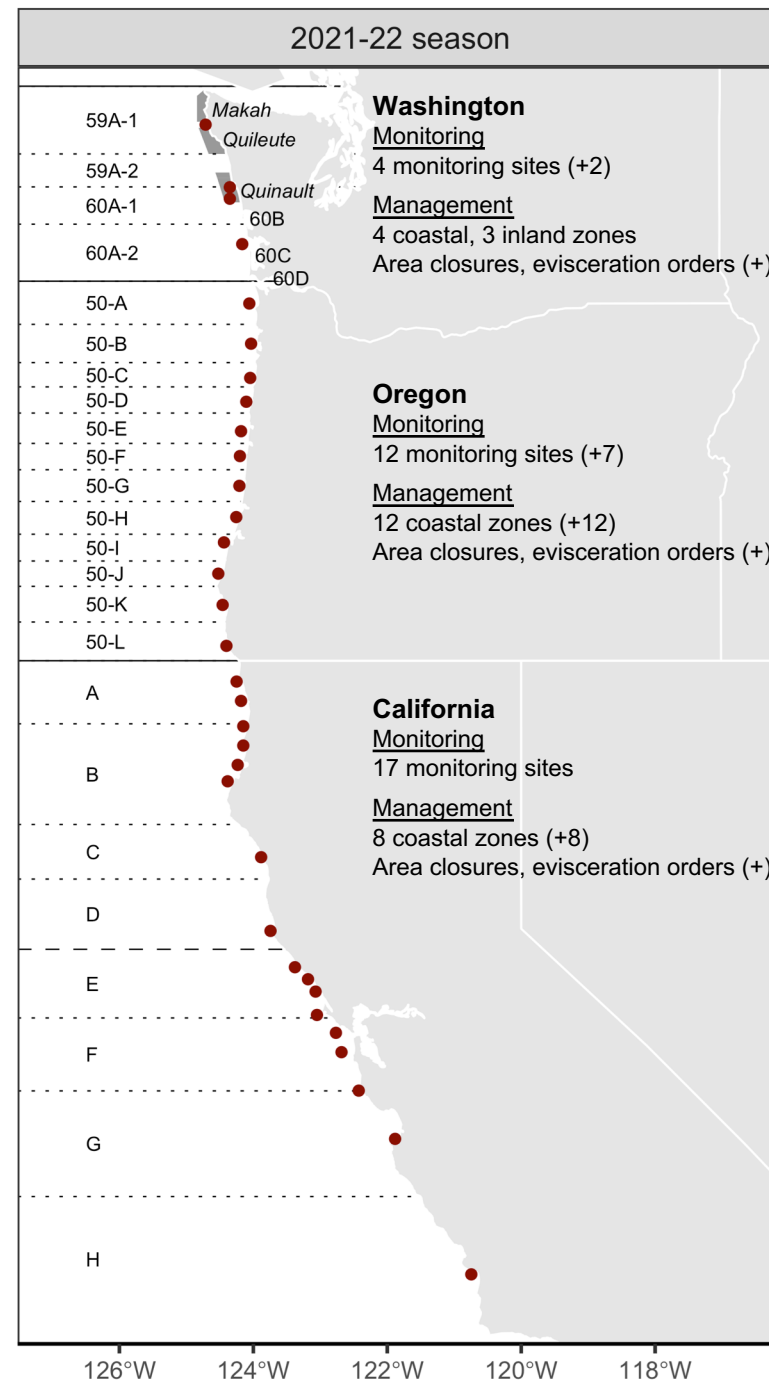 2021-22 season
59A-1
59A-2
60A-1
60A-2
Makah
Quileute
Quinault
60B
60C
60D
Washington
Monitoring
4 monitoring sites (+2)
Management
4 coastal, 3 inland zones
Area closures, evisceration orders (+)
50-A
50-B
50-C
50-D
50-E
50-F
50-G
50-H
50-I
50-J
50-K
50-L
Oregon
Monitoring
12 monitoring sites (+7)
Management
12 coastal zones (+12)
Area closures, evisceration orders (+)
A
B
C
D
E
F
G
H
California
Monitoring
17 monitoring sites
Management
8 coastal zones (+8)
Area closures, evisceration orders (+)
126°W 124°W 122°W 120°W 118°W